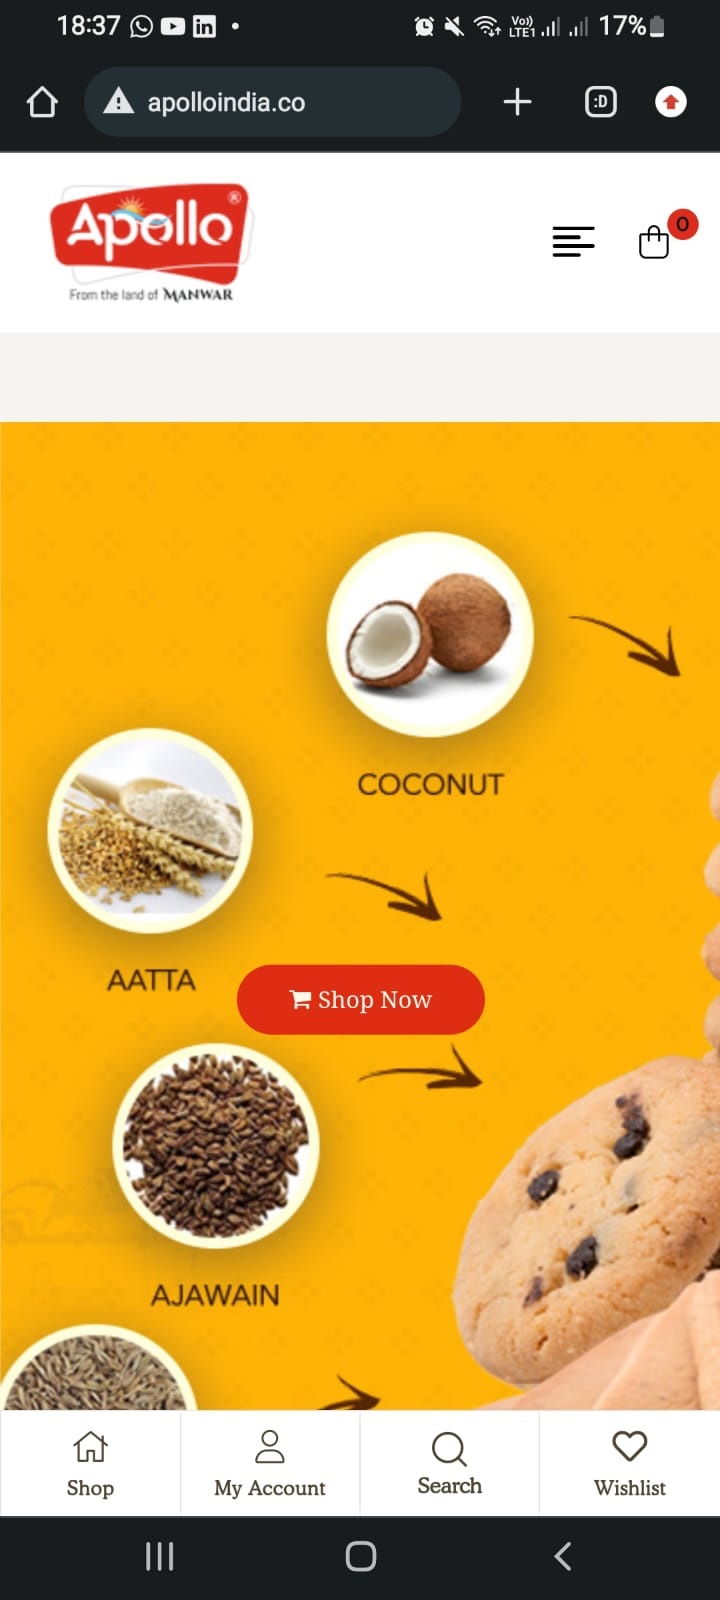 18:37 Vo)) LTE1 17%
apolloindia.co :D
Apollo ®
From the land of MANWAR
0
COCONUT
AATTA
Shop Now
AJAWAIN
Shop My Account Search Wishlist